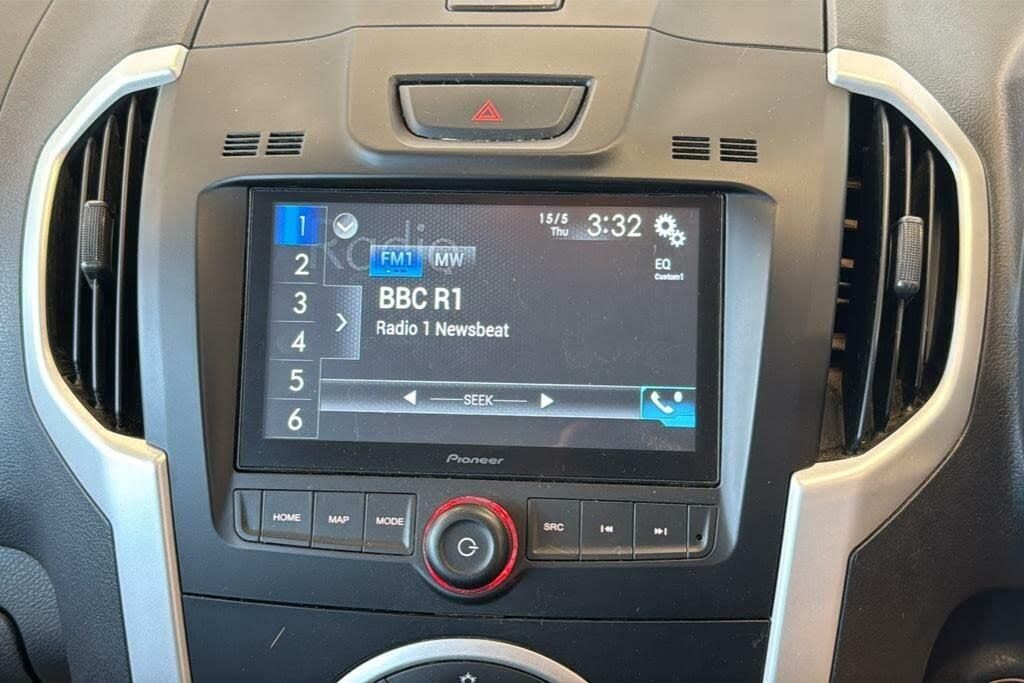 1
2
3
4
5
6
Radio
15/5
Thu
3:32
FM1 MW
EQ
Custom1
BBC R1
Radio 1 Newsbeat
SEEK
Pioneer
HOME MAP MODE SRC